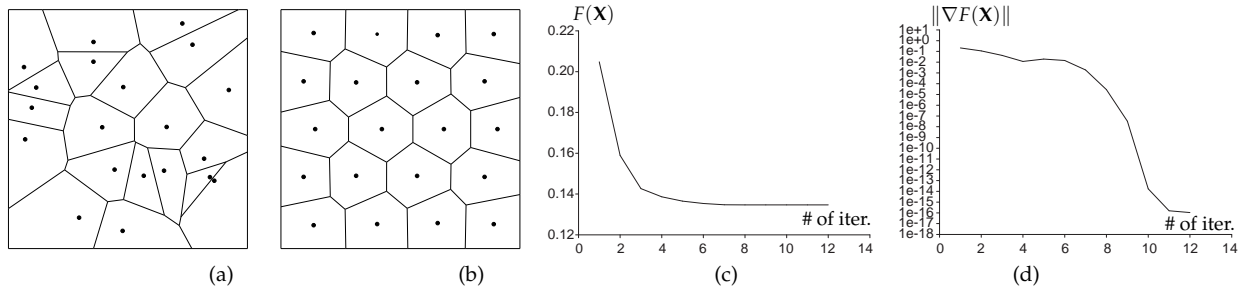 F(X)
0.22
0.20
0.18
0.16
0.14
0.12
0 2 4 6 8 10 12 14
# of iter.
‖∇F(X)‖
1e+1
1e+0
1e-1
1e-2
1e-3
1e-4
1e-5
1e-6
1e-7
1e-8
1e-9
1e-10
1e-11
1e-12
1e-13
1e-14
1e-15
1e-16
1e-17
1e-18
0 2 4 6 8 10 12 14
# of iter.
(a) (b) (c) (d)